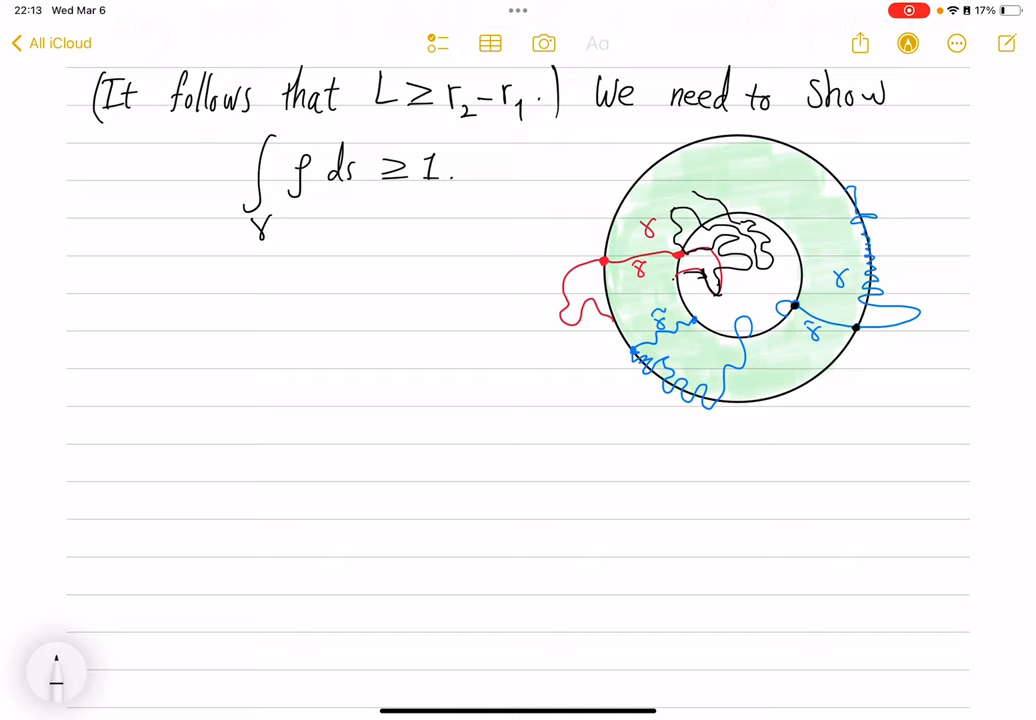 22:13 Wed Mar 6
17%
All iCloud
Aa
(It follows that L ≥ r₂ - r₁.) We need to show
∫_γ ρ ds ≥ 1.
γ
γ̃
γ
γ̃
γ̃